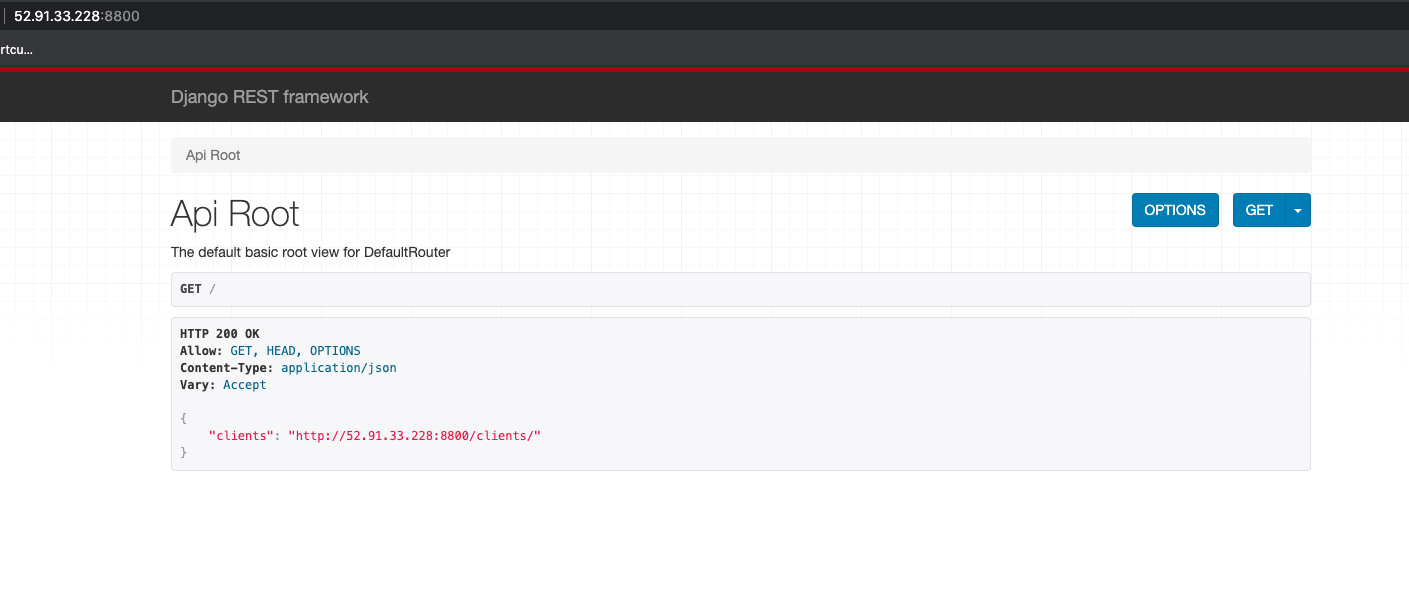 52.91.33.228:8800
rtcu...
Django REST framework
Api Root
Api Root
OPTIONS
GET
The default basic root view for DefaultRouter
GET /
HTTP 200 OK
Allow: GET, HEAD, OPTIONS
Content-Type: application/json
Vary: Accept
{
    "clients": "http://52.91.33.228:8800/clients/"
}